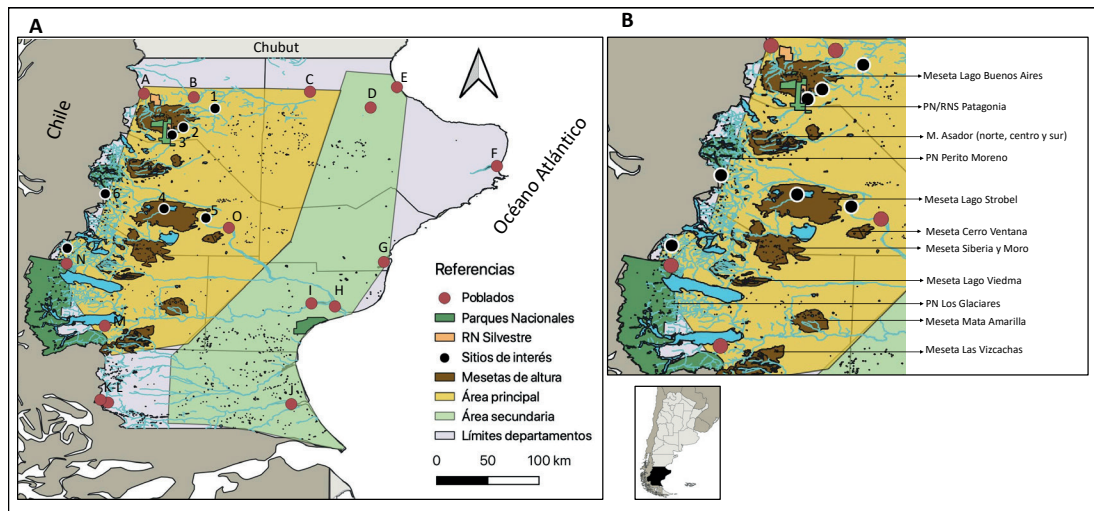 A
Chubut
Chile
Océano Atlántico
A
B
C
D
E
F
G
H
I
J
K-L
M
N
O
1
2
3
4
5
6
7
Referencias
Poblados
Parques Nacionales
RN Silvestre
Sitios de interés
Mesetas de altura
Área principal
Área secundaria
Límites departamentos
0 50 100 km
B
Meseta Lago Buenos Aires
PN/RNS Patagonia
M. Asador (norte, centro y sur)
PN Perito Moreno
Meseta Lago Strobel
Meseta Cerro Ventana
Meseta Siberia y Moro
Meseta Lago Viedma
PN Los Glaciares
Meseta Mata Amarilla
Meseta Las Vizcachas